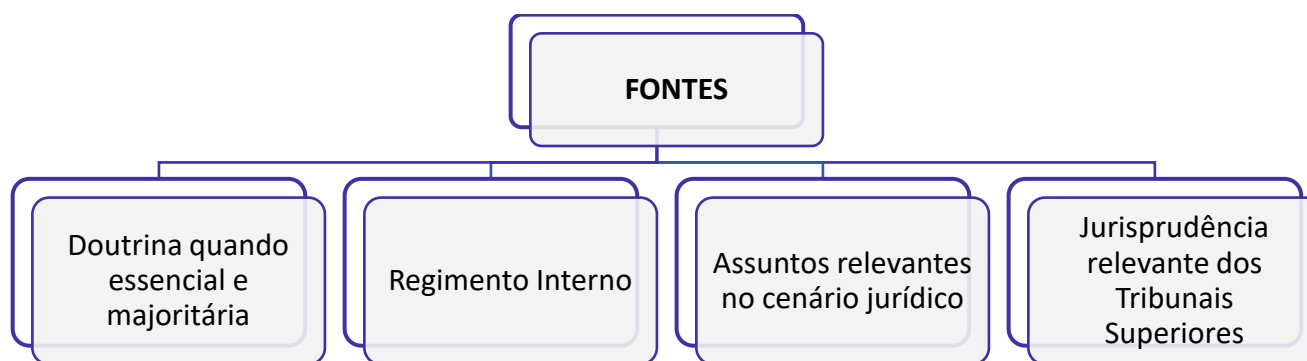 FONTES
Doutrina quando
essencial e
majoritária
Regimento Interno
Assuntos relevantes
no cenário jurídico
Jurisprudência
relevante dos
Tribunais
Superiores